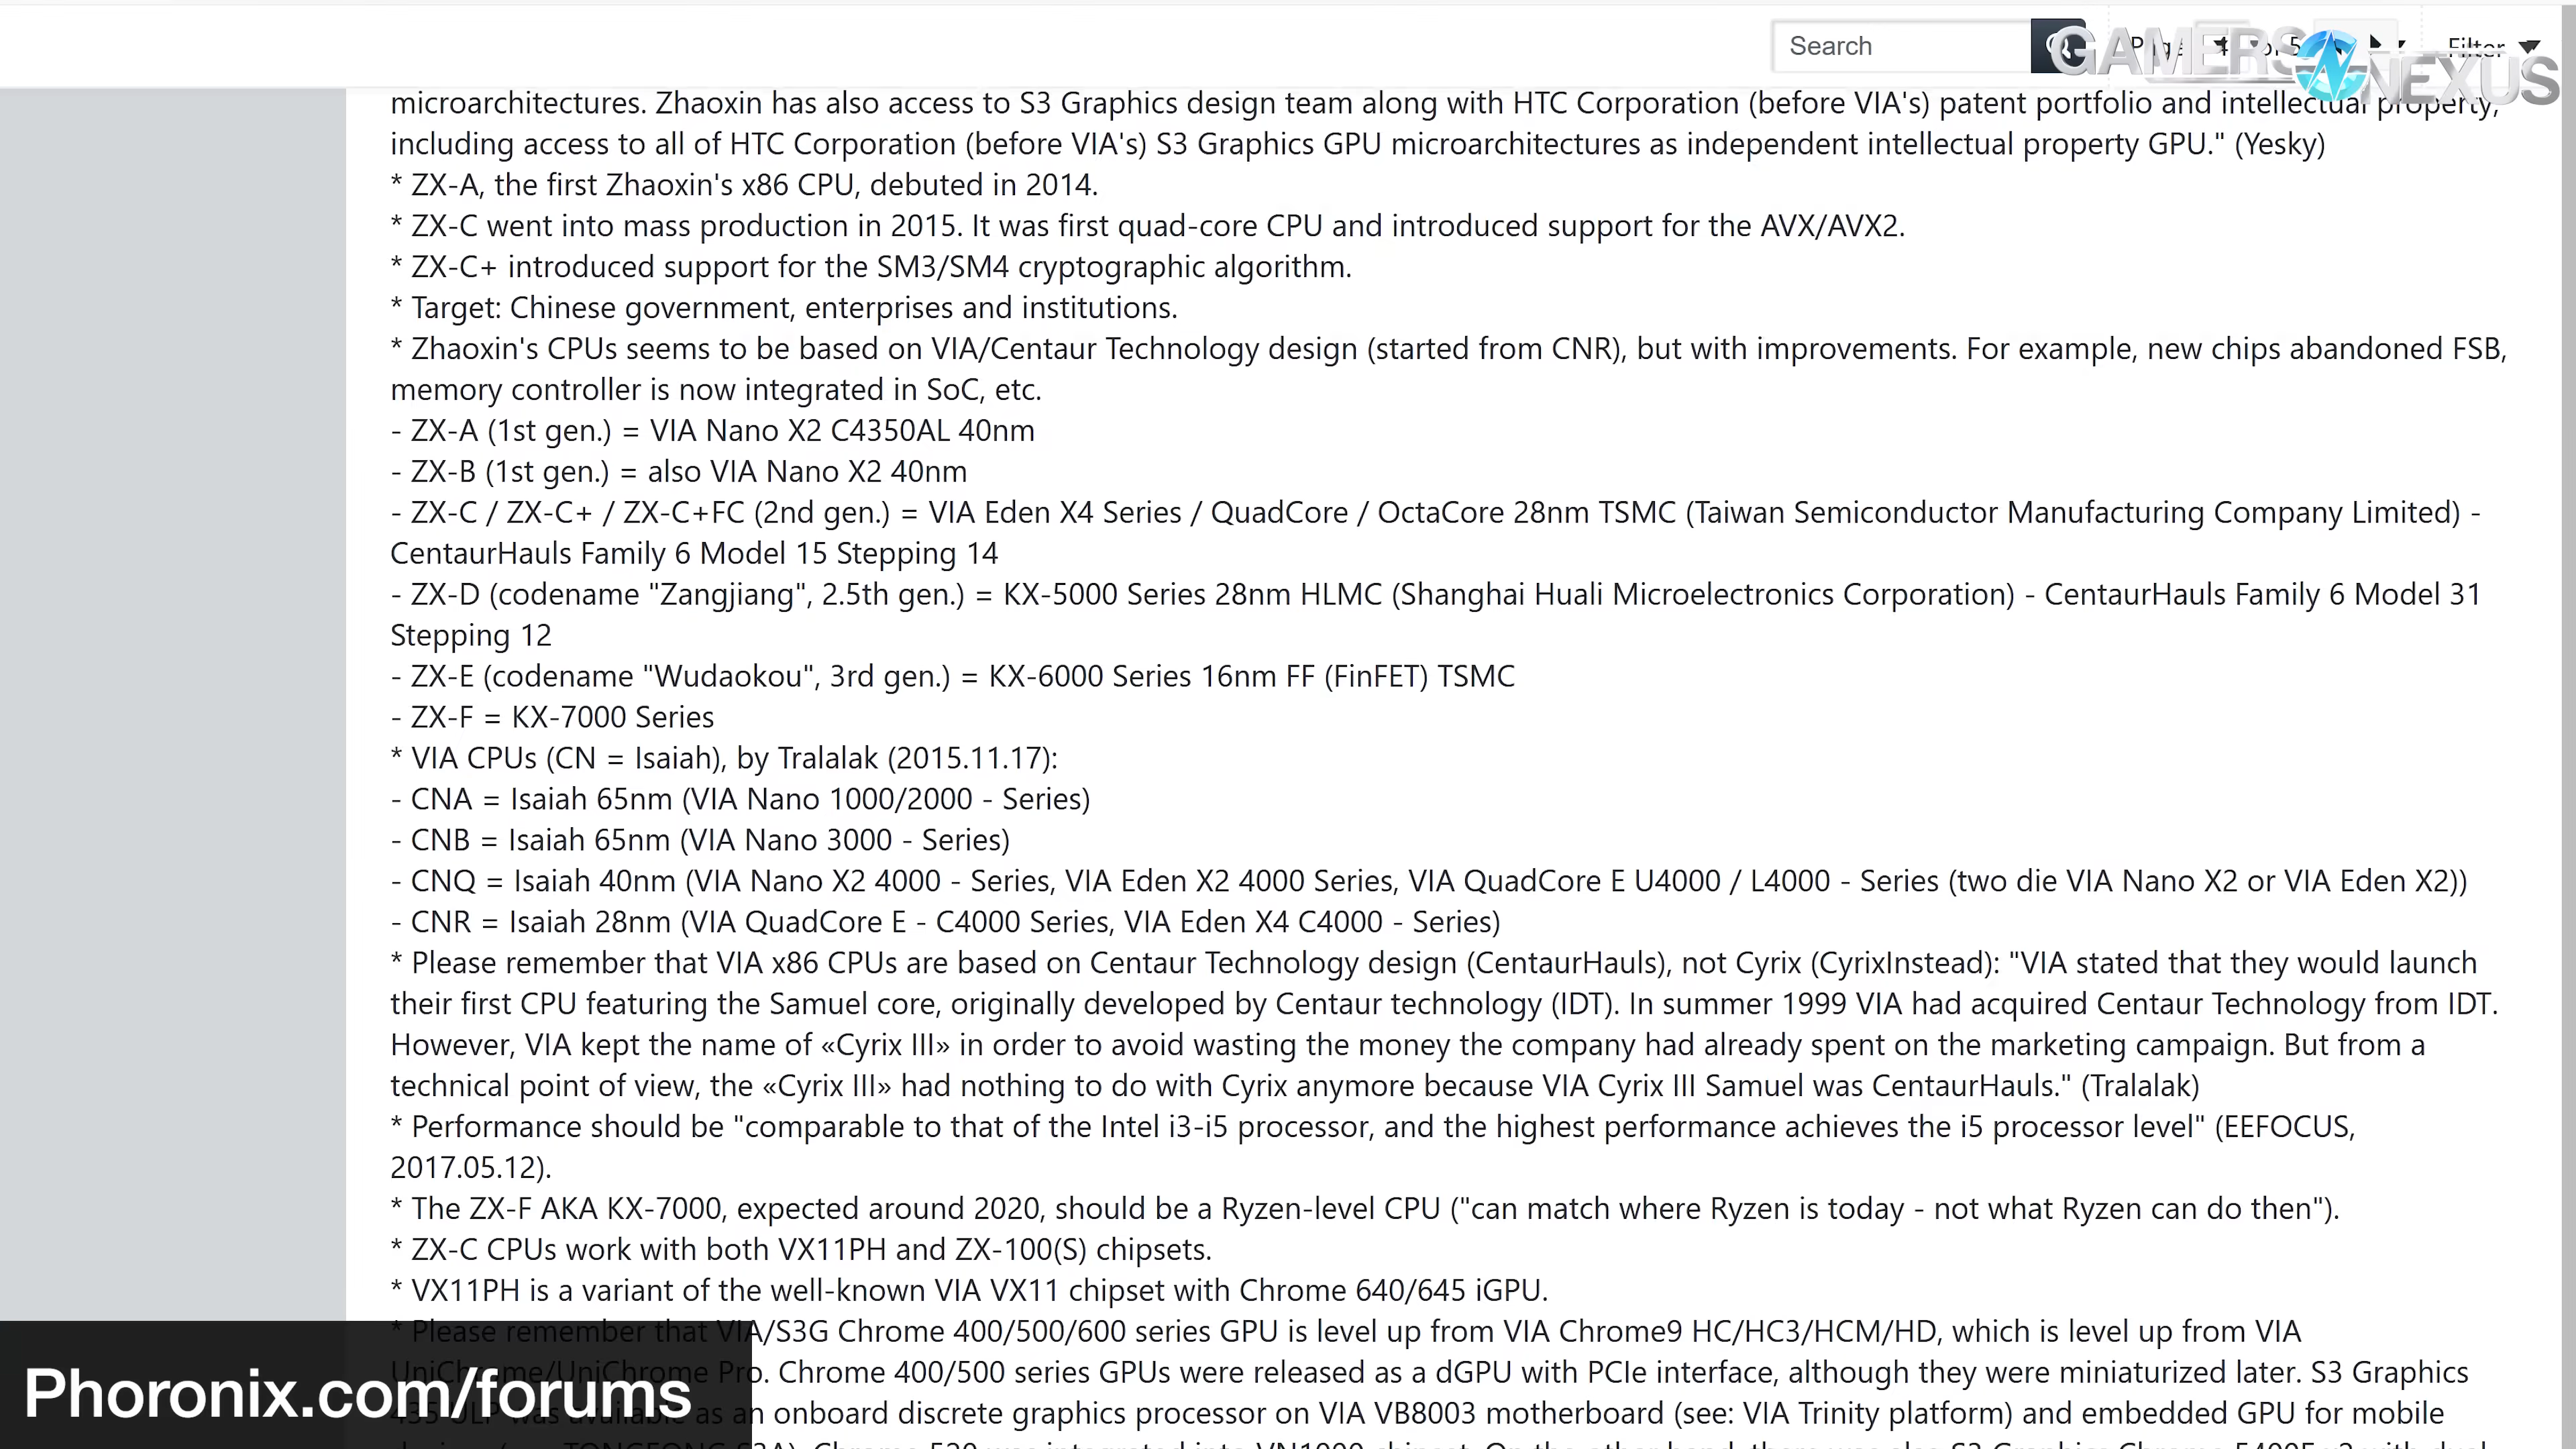 Search
GAMERS NEXUS
Filter
microarchitectures. Zhaoxin has also access to S3 Graphics design team along with HTC Corporation (before VIA's) patent portfolio and intellectual property,
including access to all of HTC Corporation (before VIA's) S3 Graphics GPU microarchitectures as independent intellectual property GPU." (Yesky)
* ZX-A, the first Zhaoxin's x86 CPU, debuted in 2014.
* ZX-C went into mass production in 2015. It was first quad-core CPU and introduced support for the AVX/AVX2.
* ZX-C+ introduced support for the SM3/SM4 cryptographic algorithm.
* Target: Chinese government, enterprises and institutions.
* Zhaoxin's CPUs seems to be based on VIA/Centaur Technology design (started from CNR), but with improvements. For example, new chips abandoned FSB,
memory controller is now integrated in SoC, etc.
- ZX-A (1st gen.) = VIA Nano X2 C4350AL 40nm
- ZX-B (1st gen.) = also VIA Nano X2 40nm
- ZX-C / ZX-C+ / ZX-C+FC (2nd gen.) = VIA Eden X4 Series / QuadCore / OctaCore 28nm TSMC (Taiwan Semiconductor Manufacturing Company Limited) -
CentaurHauls Family 6 Model 15 Stepping 14
- ZX-D (codename "Zangjiang", 2.5th gen.) = KX-5000 Series 28nm HLMC (Shanghai Huali Microelectronics Corporation) - CentaurHauls Family 6 Model 31
Stepping 12
- ZX-E (codename "Wudaokou", 3rd gen.) = KX-6000 Series 16nm FF (FinFET) TSMC
- ZX-F = KX-7000 Series
* VIA CPUs (CN = Isaiah), by Tralalak (2015.11.17):
- CNA = Isaiah 65nm (VIA Nano 1000/2000 - Series)
- CNB = Isaiah 65nm (VIA Nano 3000 - Series)
- CNQ = Isaiah 40nm (VIA Nano X2 4000 - Series, VIA Eden X2 4000 Series, VIA QuadCore E U4000 / L4000 - Series (two die VIA Nano X2 or VIA Eden X2))
- CNR = Isaiah 28nm (VIA QuadCore E - C4000 Series, VIA Eden X4 C4000 - Series)
* Please remember that VIA x86 CPUs are based on Centaur Technology design (CentaurHauls), not Cyrix (CyrixInstead): "VIA stated that they would launch
their first CPU featuring the Samuel core, originally developed by Centaur technology (IDT). In summer 1999 VIA had acquired Centaur Technology from IDT.
However, VIA kept the name of «Cyrix III» in order to avoid wasting the money the company had already spent on the marketing campaign. But from a
technical point of view, the «Cyrix III» had nothing to do with Cyrix anymore because VIA Cyrix III Samuel was CentaurHauls." (Tralalak)
* Performance should be "comparable to that of the Intel i3-i5 processor, and the highest performance achieves the i5 processor level" (EEFOCUS,
2017.05.12).
* The ZX-F AKA KX-7000, expected around 2020, should be a Ryzen-level CPU ("can match where Ryzen is today - not what Ryzen can do then").
* ZX-C CPUs work with both VX11PH and ZX-100(S) chipsets.
* VX11PH is a variant of the well-known VIA VX11 chipset with Chrome 640/645 iGPU.
* Please remember that VIA/S3G Chrome 400/500/600 series GPU is level up from VIA Chrome9 HC/HC3/HCM/HD, which is level up from VIA
UniChrome/UniChrome Pro. Chrome 400/500 series GPUs were released as a dGPU with PCIe interface, although they were miniaturized later. S3 Graphics
was available as an onboard discrete graphics processor on VIA VB8003 motherboard (see: VIA Trinity platform) and embedded GPU for mobile
Phoronix.com/forums